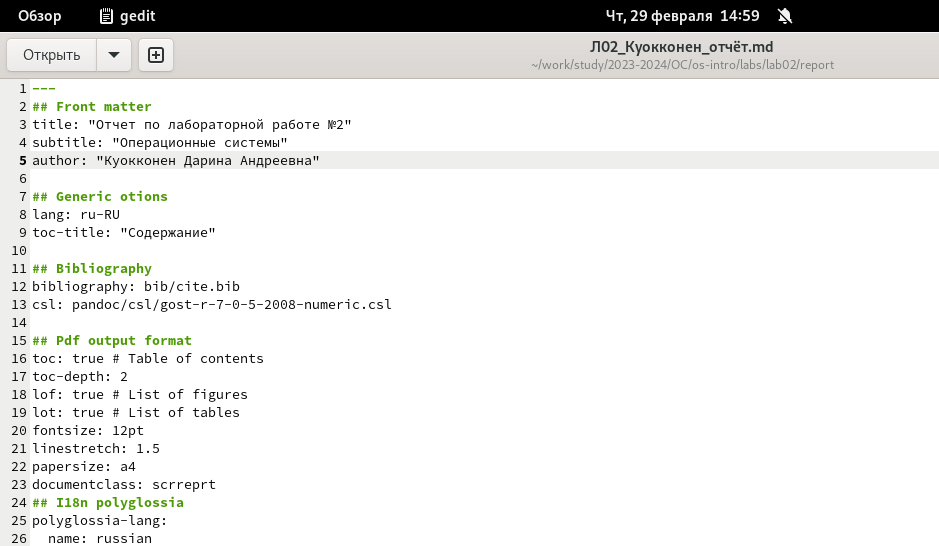 Обзор gedit Чт, 29 февраля 14:59
Открыть
Л02_Куокконен_отчёт.md
~/work/study/2023-2024/ОС/os-intro/labs/lab02/report
1 ---
2 ## Front matter
3 title: "Отчет по лабораторной работе №2"
4 subtitle: "Операционные системы"
5 author: "Куокконен Дарина Андреевна"
6
7 ## Generic otions
8 lang: ru-RU
9 toc-title: "Содержание"
10
11 ## Bibliography
12 bibliography: bib/cite.bib
13 csl: pandoc/csl/gost-r-7-0-5-2008-numeric.csl
14
15 ## Pdf output format
16 toc: true # Table of contents
17 toc-depth: 2
18 lof: true # List of figures
19 lot: true # List of tables
20 fontsize: 12pt
21 linestretch: 1.5
22 papersize: a4
23 documentclass: scrreprt
24 ## I18n polyglossia
25 polyglossia-lang:
26   name: russian